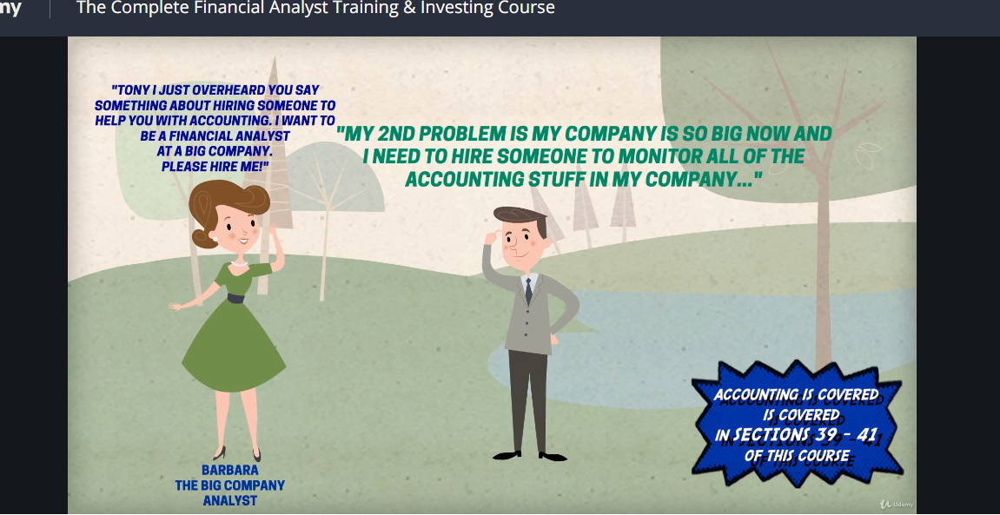 my
The Complete Financial Analyst Training & Investing Course
"TONY I JUST OVERHEARD YOU SAY
SOMETHING ABOUT HIRING SOMEONE TO
HELP YOU WITH ACCOUNTING. I WANT TO
BE A FINANCIAL ANALYST
AT A BIG COMPANY.
PLEASE HIRE ME!"
"MY 2ND PROBLEM IS MY COMPANY IS SO BIG NOW AND
I NEED TO HIRE SOMEONE TO MONITOR ALL OF THE
ACCOUNTING STUFF IN MY COMPANY..."
BARBARA
THE BIG COMPANY
ANALYST
ACCOUNTING IS COVERED
IS COVERED
IN SECTIONS 39 - 41
OF THIS COURSE
Udemy